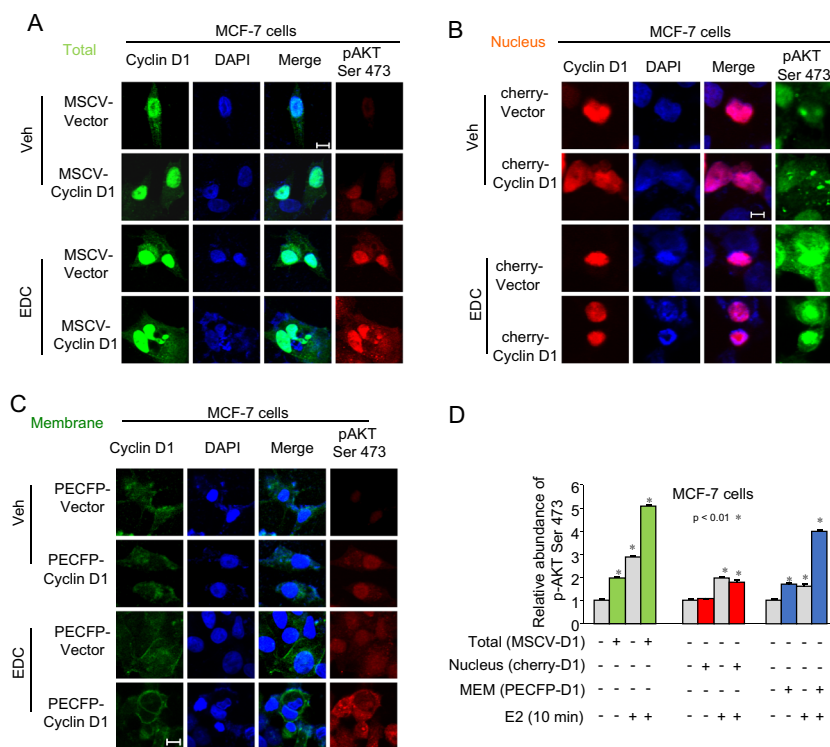 A
Total
MCF-7 cells
Cyclin D1 DAPI Merge pAKT
Ser 473
Veh
MSCV-
Vector
MSCV-
Cyclin D1
EDC
MSCV-
Vector
MSCV-
Cyclin D1
B
Nucleus
MCF-7 cells
Cyclin D1 DAPI Merge pAKT
Ser 473
Veh
cherry-
Vector
cherry-
Cyclin D1
EDC
cherry-
Vector
cherry-
Cyclin D1
C
Membrane
MCF-7 cells
Cyclin D1 DAPI Merge pAKT
Ser 473
Veh
PECFP-
Vector
PECFP-
Cyclin D1
EDC
PECFP-
Vector
PECFP-
Cyclin D1
D
MCF-7 cells
p < 0.01 *
Relative abundance of
p-AKT Ser 473
6
5
4
3
2
1
0
* * * * * * * *
Total (MSCV-D1) - + - + - - - - - - - -
Nucleus (cherry-D1) - - - - - + - + - - - -
MEM (PECFP-D1) - - - - - - - - - + - +
E2 (10 min) - - + + - - + + - - + +